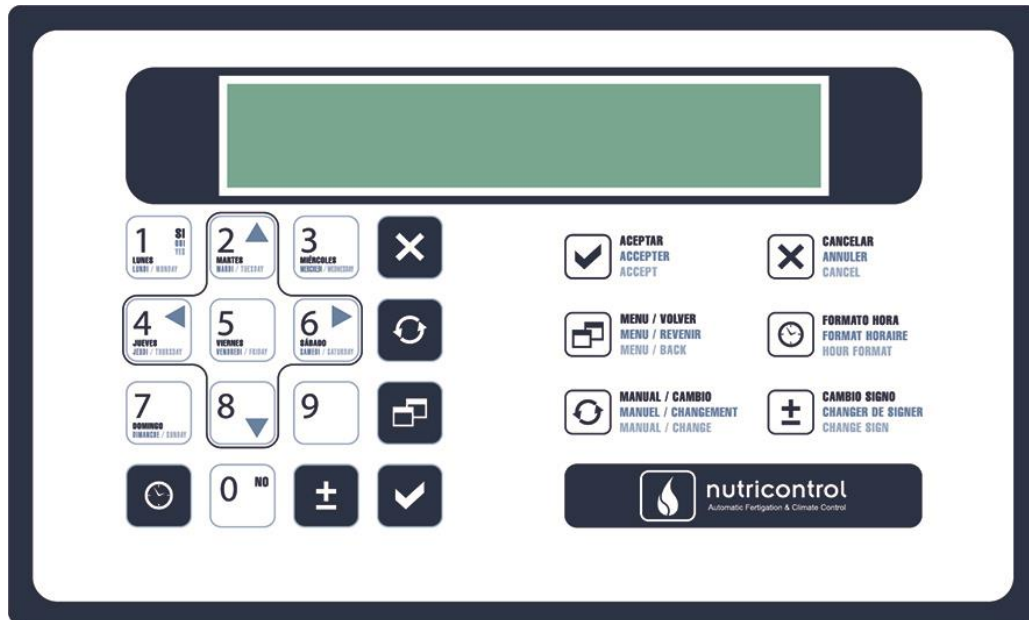 1 SI
OUI
YES
LUNES
LUNDI / MONDAY
2
MARTES
MARDI / TUESDAY
3
MIÉRCOLES
MERCREDI / WEDNESDAY
4
JUEVES
JEUDI / THURSDAY
5
VIERNES
VENDREDI / FRIDAY
6
SÁBADO
SAMEDI / SATURDAY
7
DOMINGO
DIMANCHE / SUNDAY
8
9
0 NO
±
ACEPTAR
ACCEPTER
ACCEPT
CANCELAR
ANNULER
CANCEL
MENU / VOLVER
MENU / REVENIR
MENU / BACK
FORMATO HORA
FORMAT HORAIRE
HOUR FORMAT
MANUAL / CAMBIO
MANUEL / CHANGEMENT
MANUAL / CHANGE
±
CAMBIO SIGNO
CHANGER DE SIGNER
CHANGE SIGN
nutricontrol
Automatic Fertigation & Climate Control